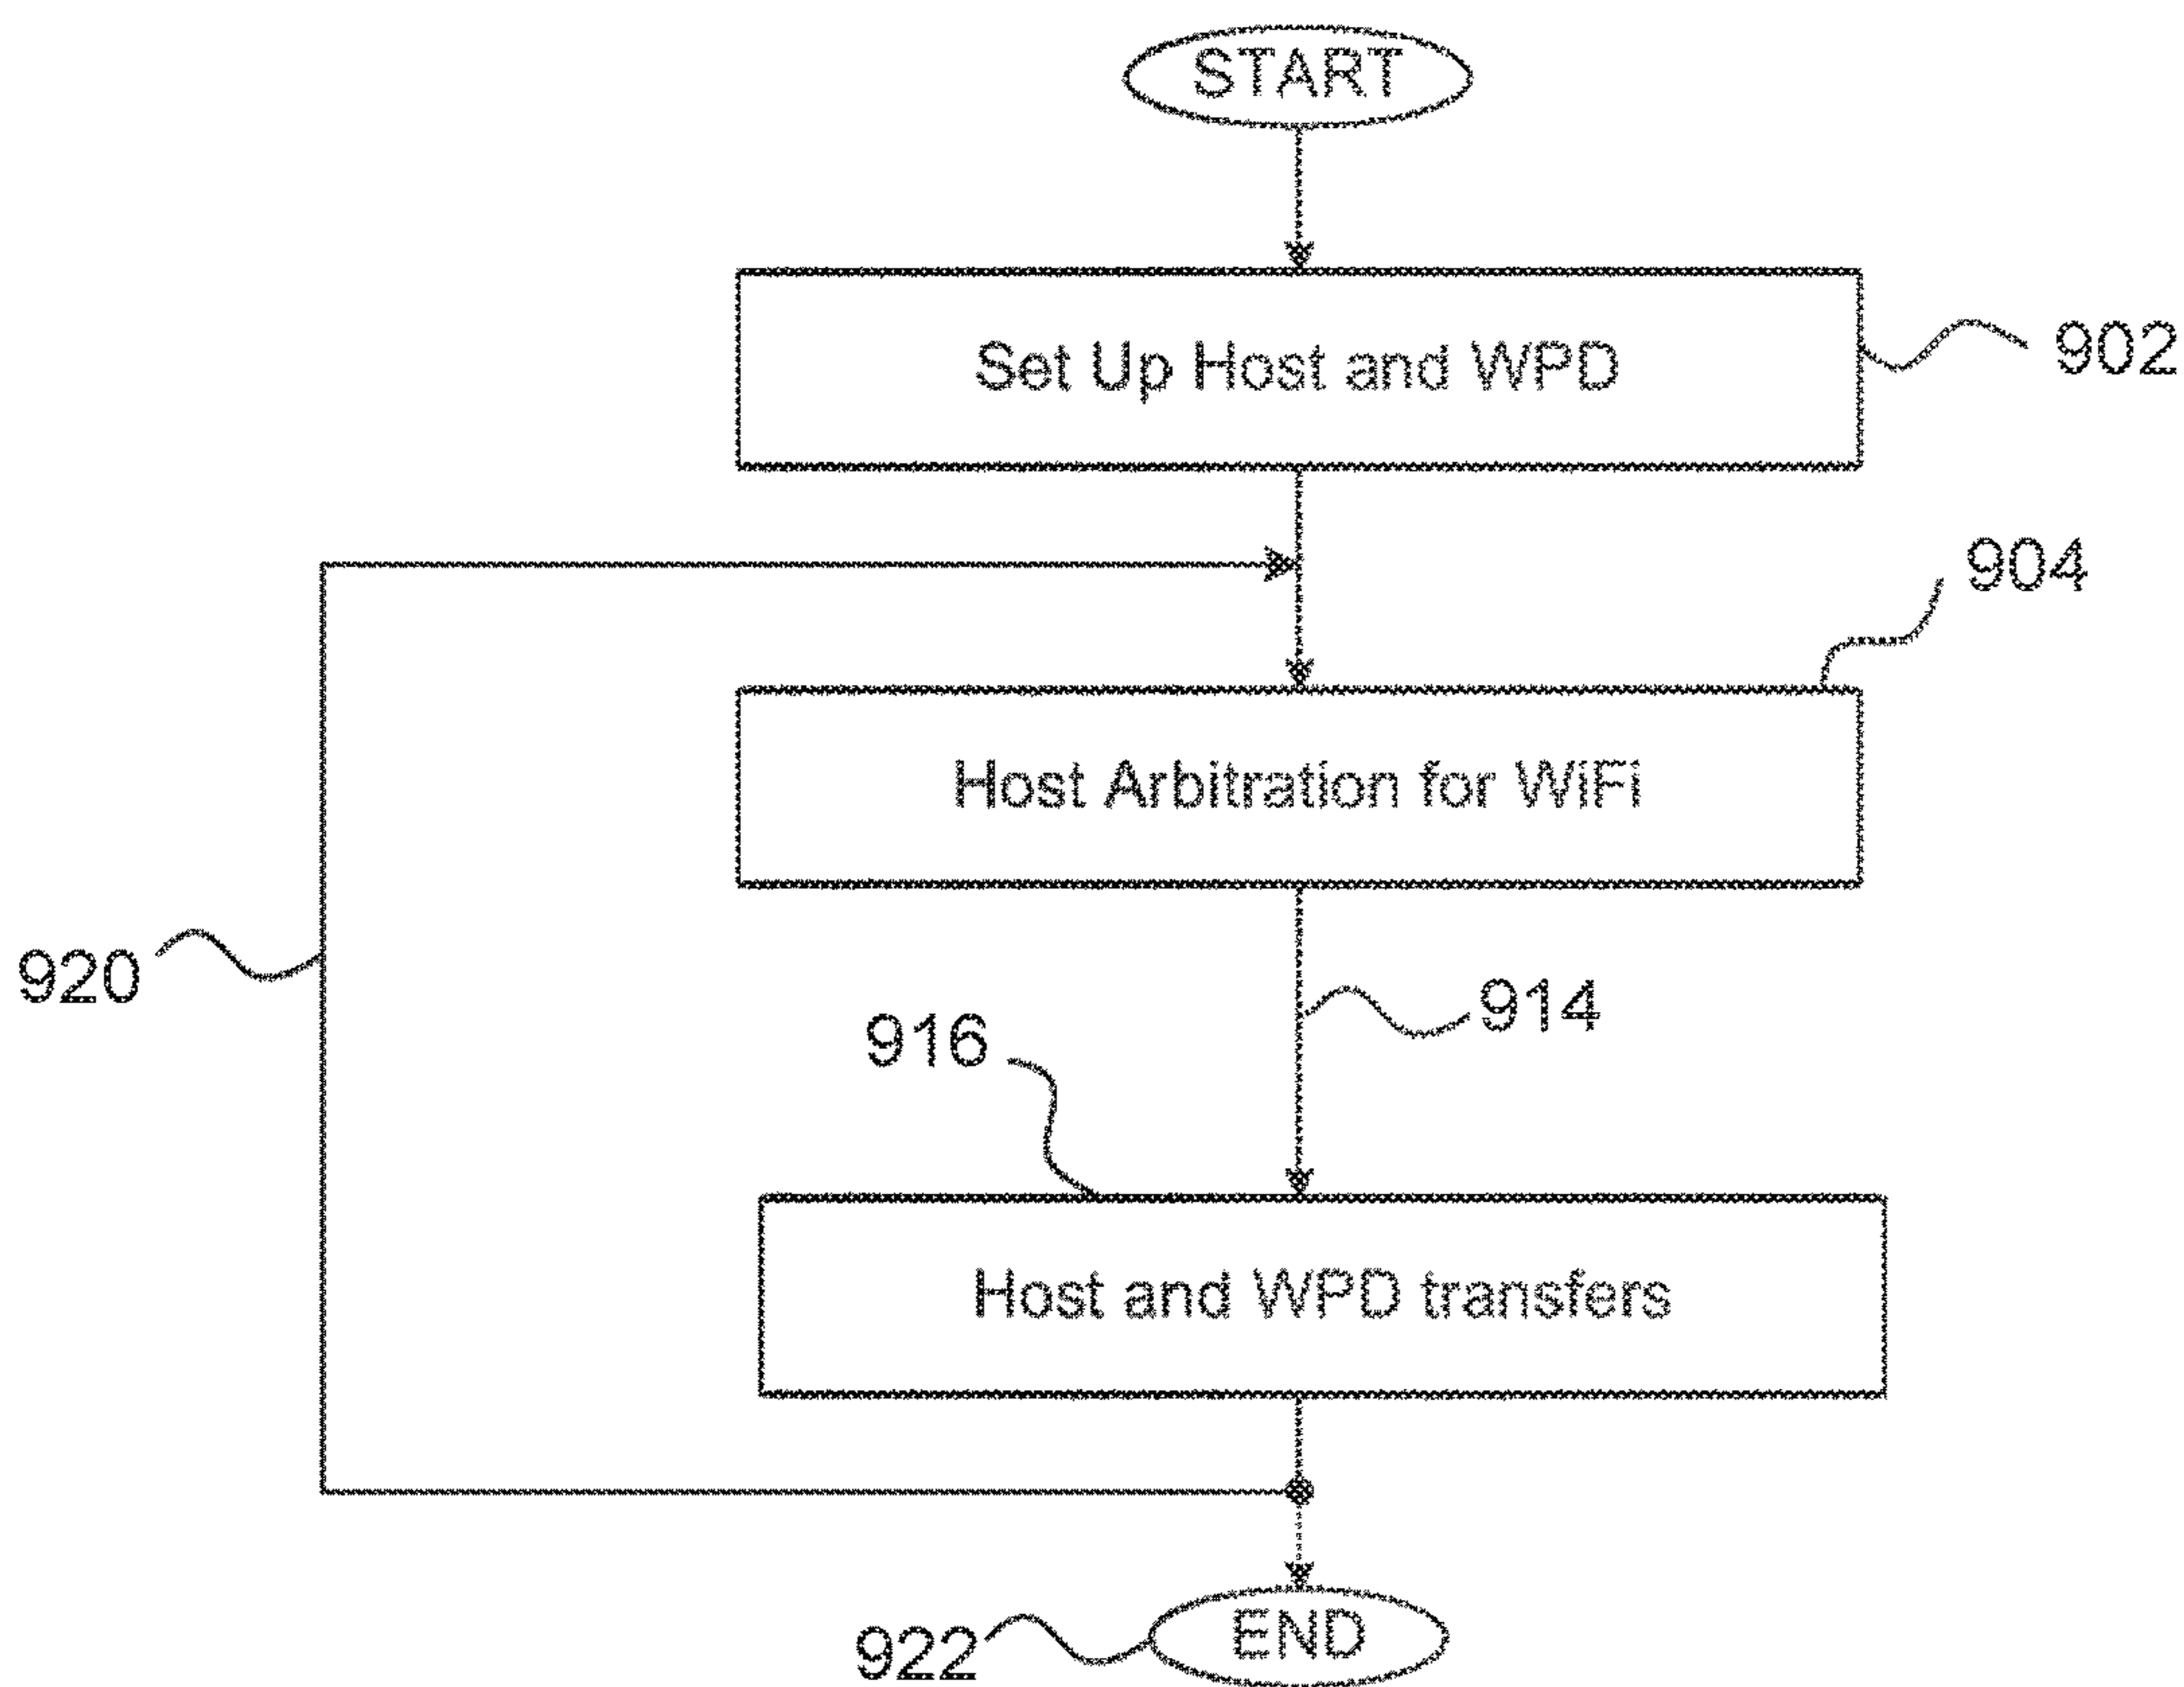 START
Set Up Host and WPD
902
904
Host Arbitration for WiFi
920
914
916
Host and WPD transfers
END
922